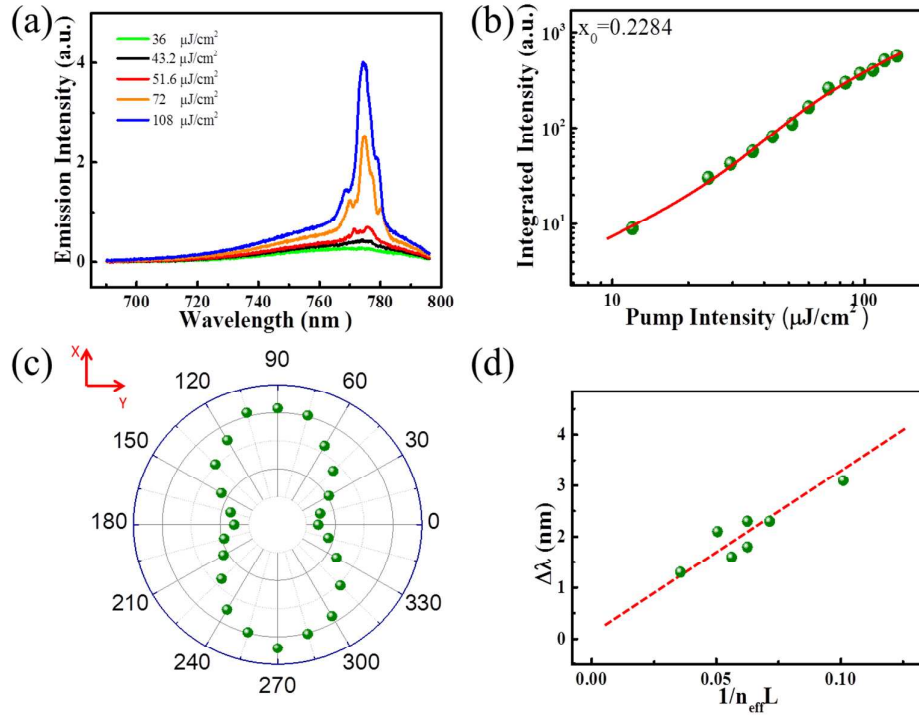 (a)
36 μJ/cm²
43.2 μJ/cm²
51.6 μJ/cm²
72 μJ/cm²
108 μJ/cm²
Emission Intensity (a.u.)
4
2
0
700 720 740 760 780 800
Wavelength (nm )
(b)
x₀=0.2284
Integrated Intensity (a.u.)
10³
10²
10¹
10 100
Pump Intensity (μJ/cm²)
(c)
X
Y
90
120 60
150 30
180 0
210 330
240 300
270
(d)
Δλ (nm)
4
3
2
1
0
0.00 0.05 0.10
1/n_eff L